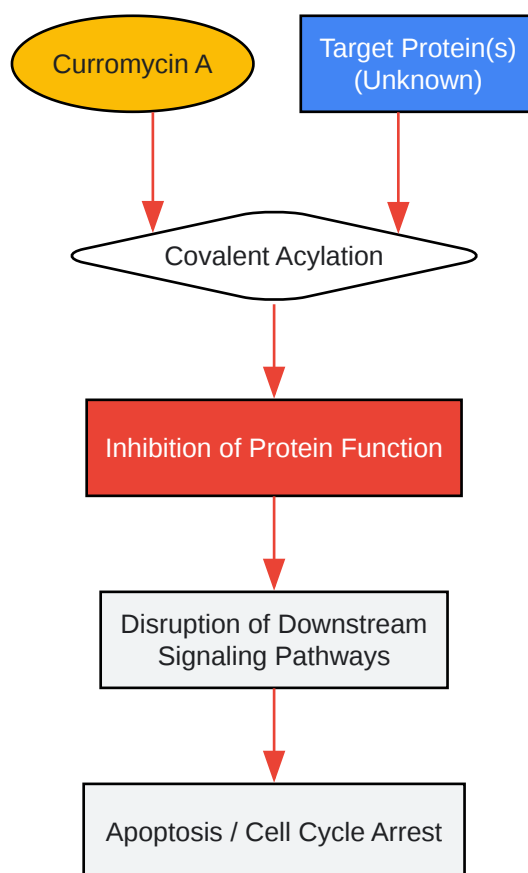 Curromycin A
Target Protein(s)
(Unknown)
Covalent Acylation
Inhibition of Protein Function
Disruption of Downstream
Signaling Pathways
Apoptosis / Cell Cycle Arrest